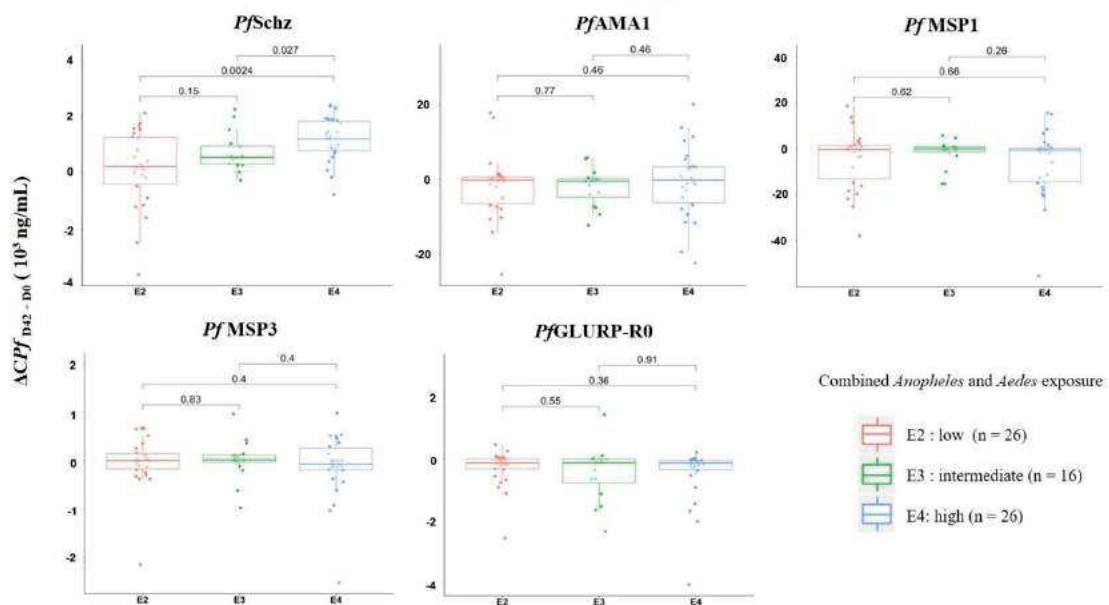 PfSchz
4
0.027
0.0024
0.15
2
0
-2
-4
E2 E3 E4
PfAMA1
0.46
0.46
0.77
20
0
-20
E2 E3 E4
Pf MSP1
40
0.26
0.66
0.62
20
0
-20
-40
E2 E3 E4
ΔCPf D42 - D0 ( 10³ ng/mL)
Pf MSP3
2
0.4
0.4
0.83
1
0
-1
-2
E2 E3 E4
PfGLURP-R0
0.91
0.36
0.55
2
0
-2
-4
E2 E3 E4
Combined Anopheles and Aedes exposure
E2 : low (n = 26)
E3 : intermediate (n = 16)
E4: high (n = 26)